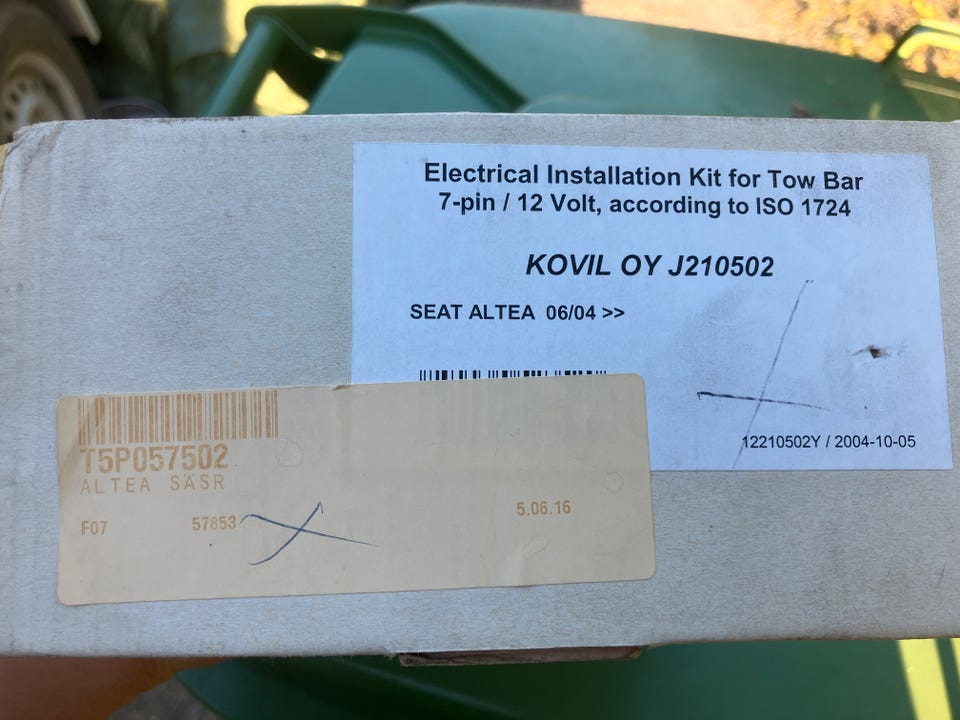 Electrical Installation Kit for Tow Bar
7-pin / 12 Volt, according to ISO 1724
KOVIL OY J210502
SEAT ALTEA 06/04 >>
12210502Y / 2004-10-05
T5P057502
ALTEA SÄSR
F07 57853 5.06.16